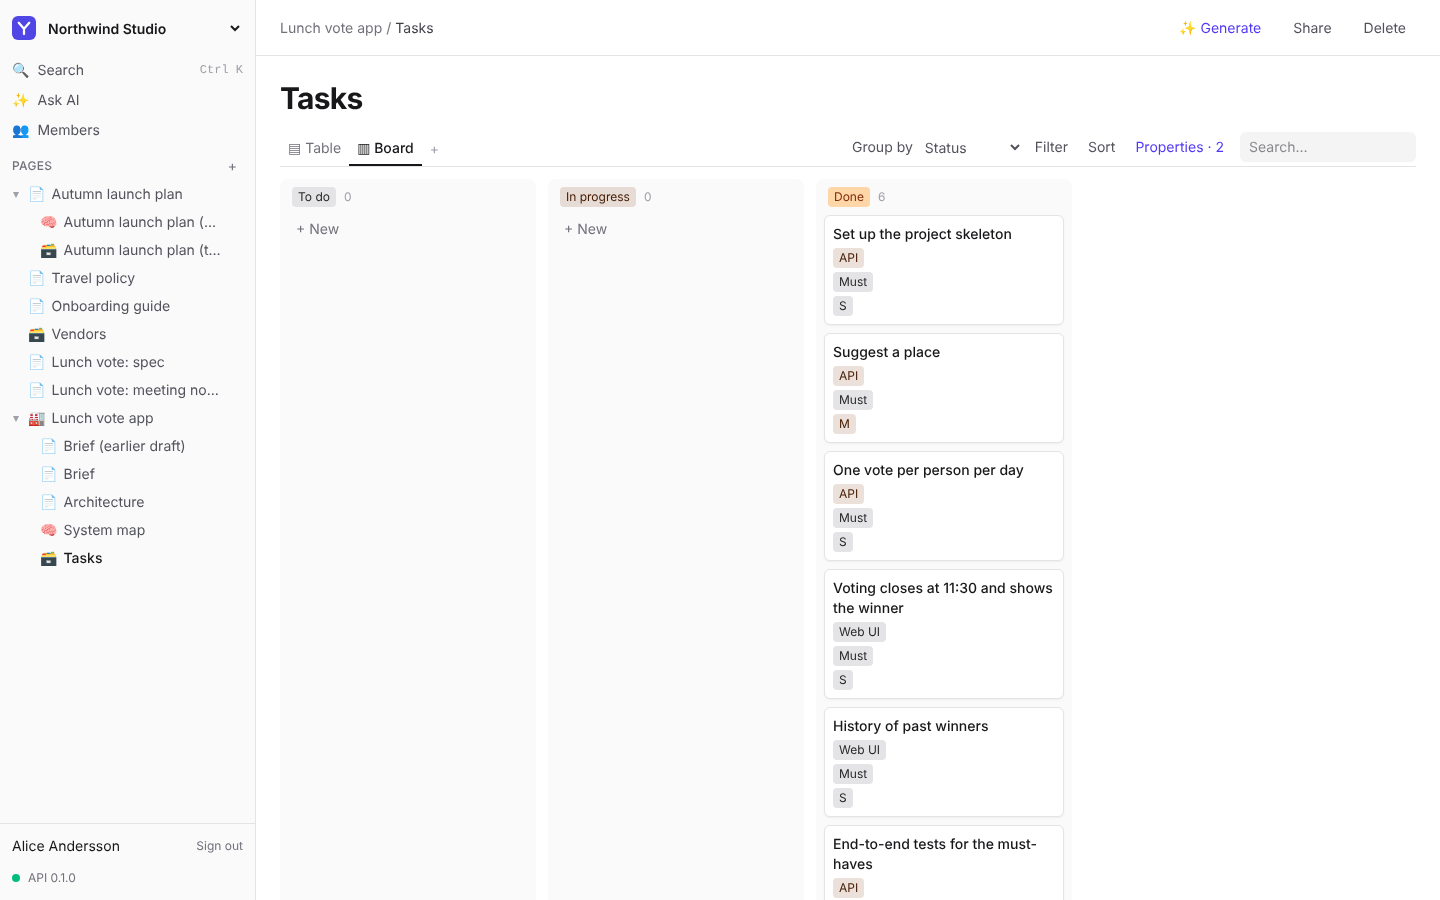 Northwind Studio
Search
Ctrl K
Ask AI
Members
PAGES
+
Autumn launch plan
Autumn launch plan (...
Autumn launch plan (t...
Travel policy
Onboarding guide
Vendors
Lunch vote: spec
Lunch vote: meeting no...
Lunch vote app
Brief (earlier draft)
Brief
Architecture
System map
Tasks
Alice Andersson
Sign out
API 0.1.0
Lunch vote app / Tasks
Generate
Share
Delete
Tasks
Table
Board
+
Group by
Status
Filter
Sort
Properties · 2
Search...
To do
0
+ New
In progress
0
+ New
Done
6
Set up the project skeleton
API
Must
S
Suggest a place
API
Must
M
One vote per person per day
API
Must
S
Voting closes at 11:30 and shows
the winner
Web UI
Must
S
History of past winners
Web UI
Must
S
End-to-end tests for the must-
haves
API